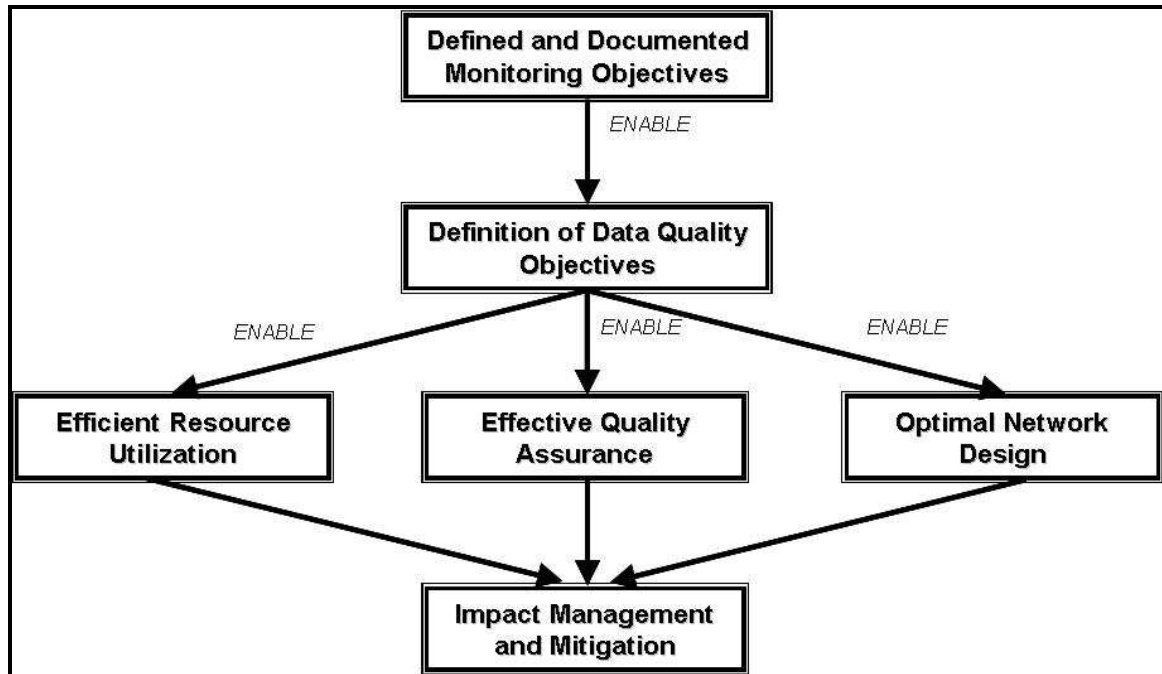 Defined and Documented
Monitoring Objectives
ENABLE
Definition of Data Quality
Objectives
ENABLE
ENABLE
ENABLE
Efficient Resource
Utilization
Effective Quality
Assurance
Optimal Network
Design
Impact Management
and Mitigation